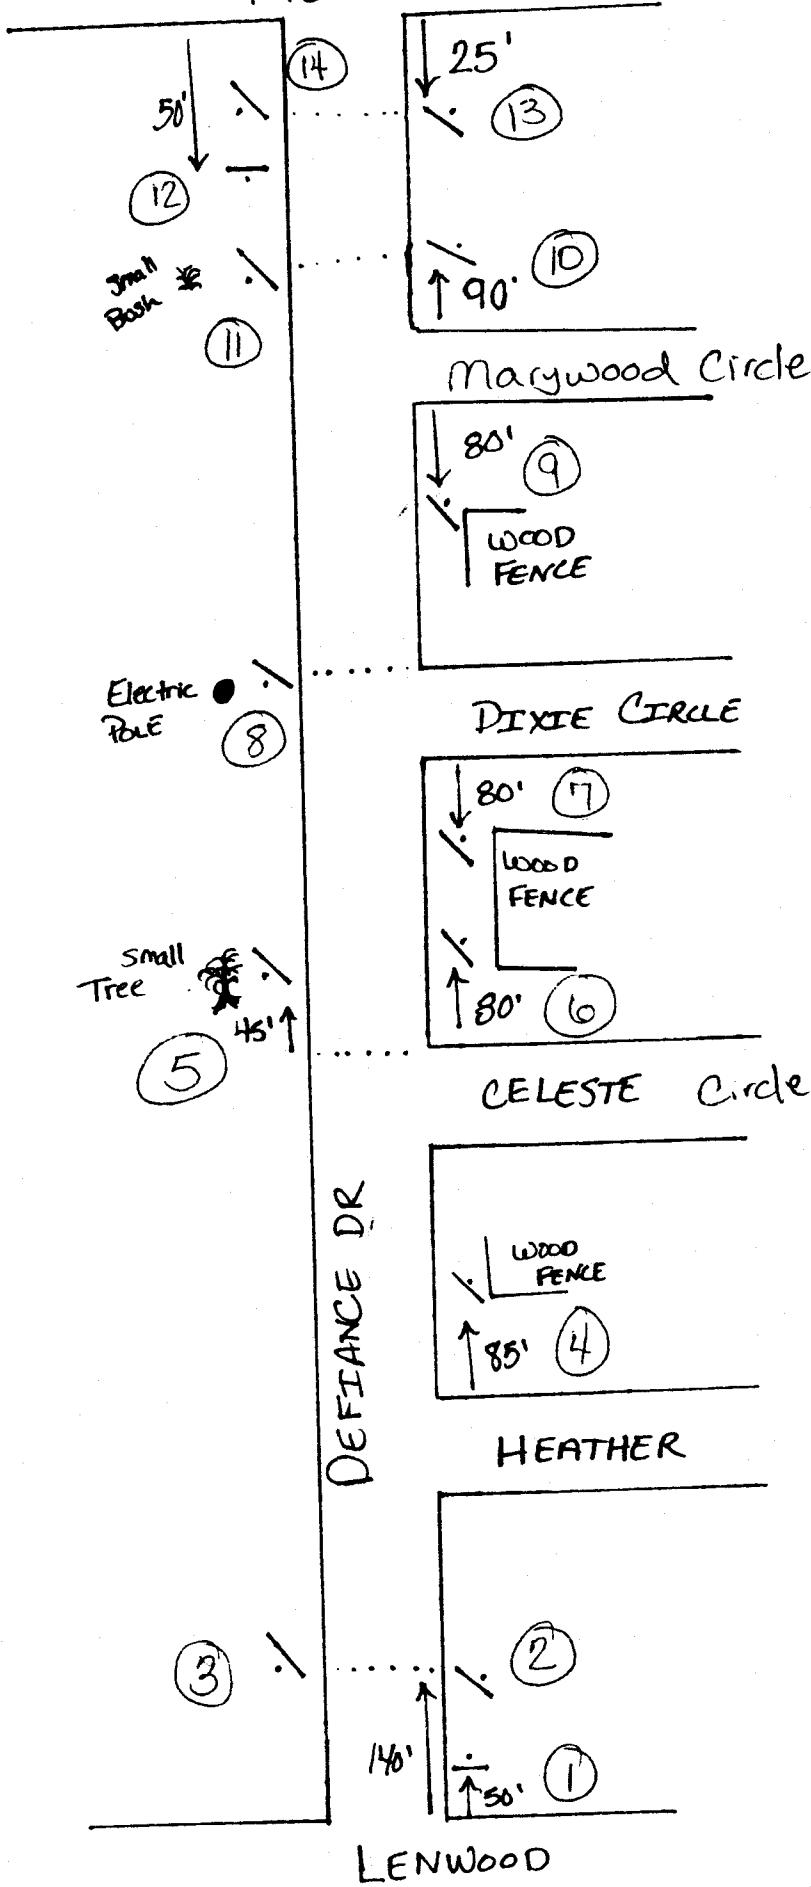 14
25'
50'
13
12
10
Small
Bush
90'
11
Marywood Circle
80'
9
WOOD
FENCE
Electric
POLE
DIXIE CIRCLE
8
80'
7
WOOD
FENCE
Small
Tree
80'
6
45'
5
CELESTE Circle
DEFIANCE DR
WOOD
FENCE
85'
4
HEATHER
3
2
140'
50'
1
LENWOOD